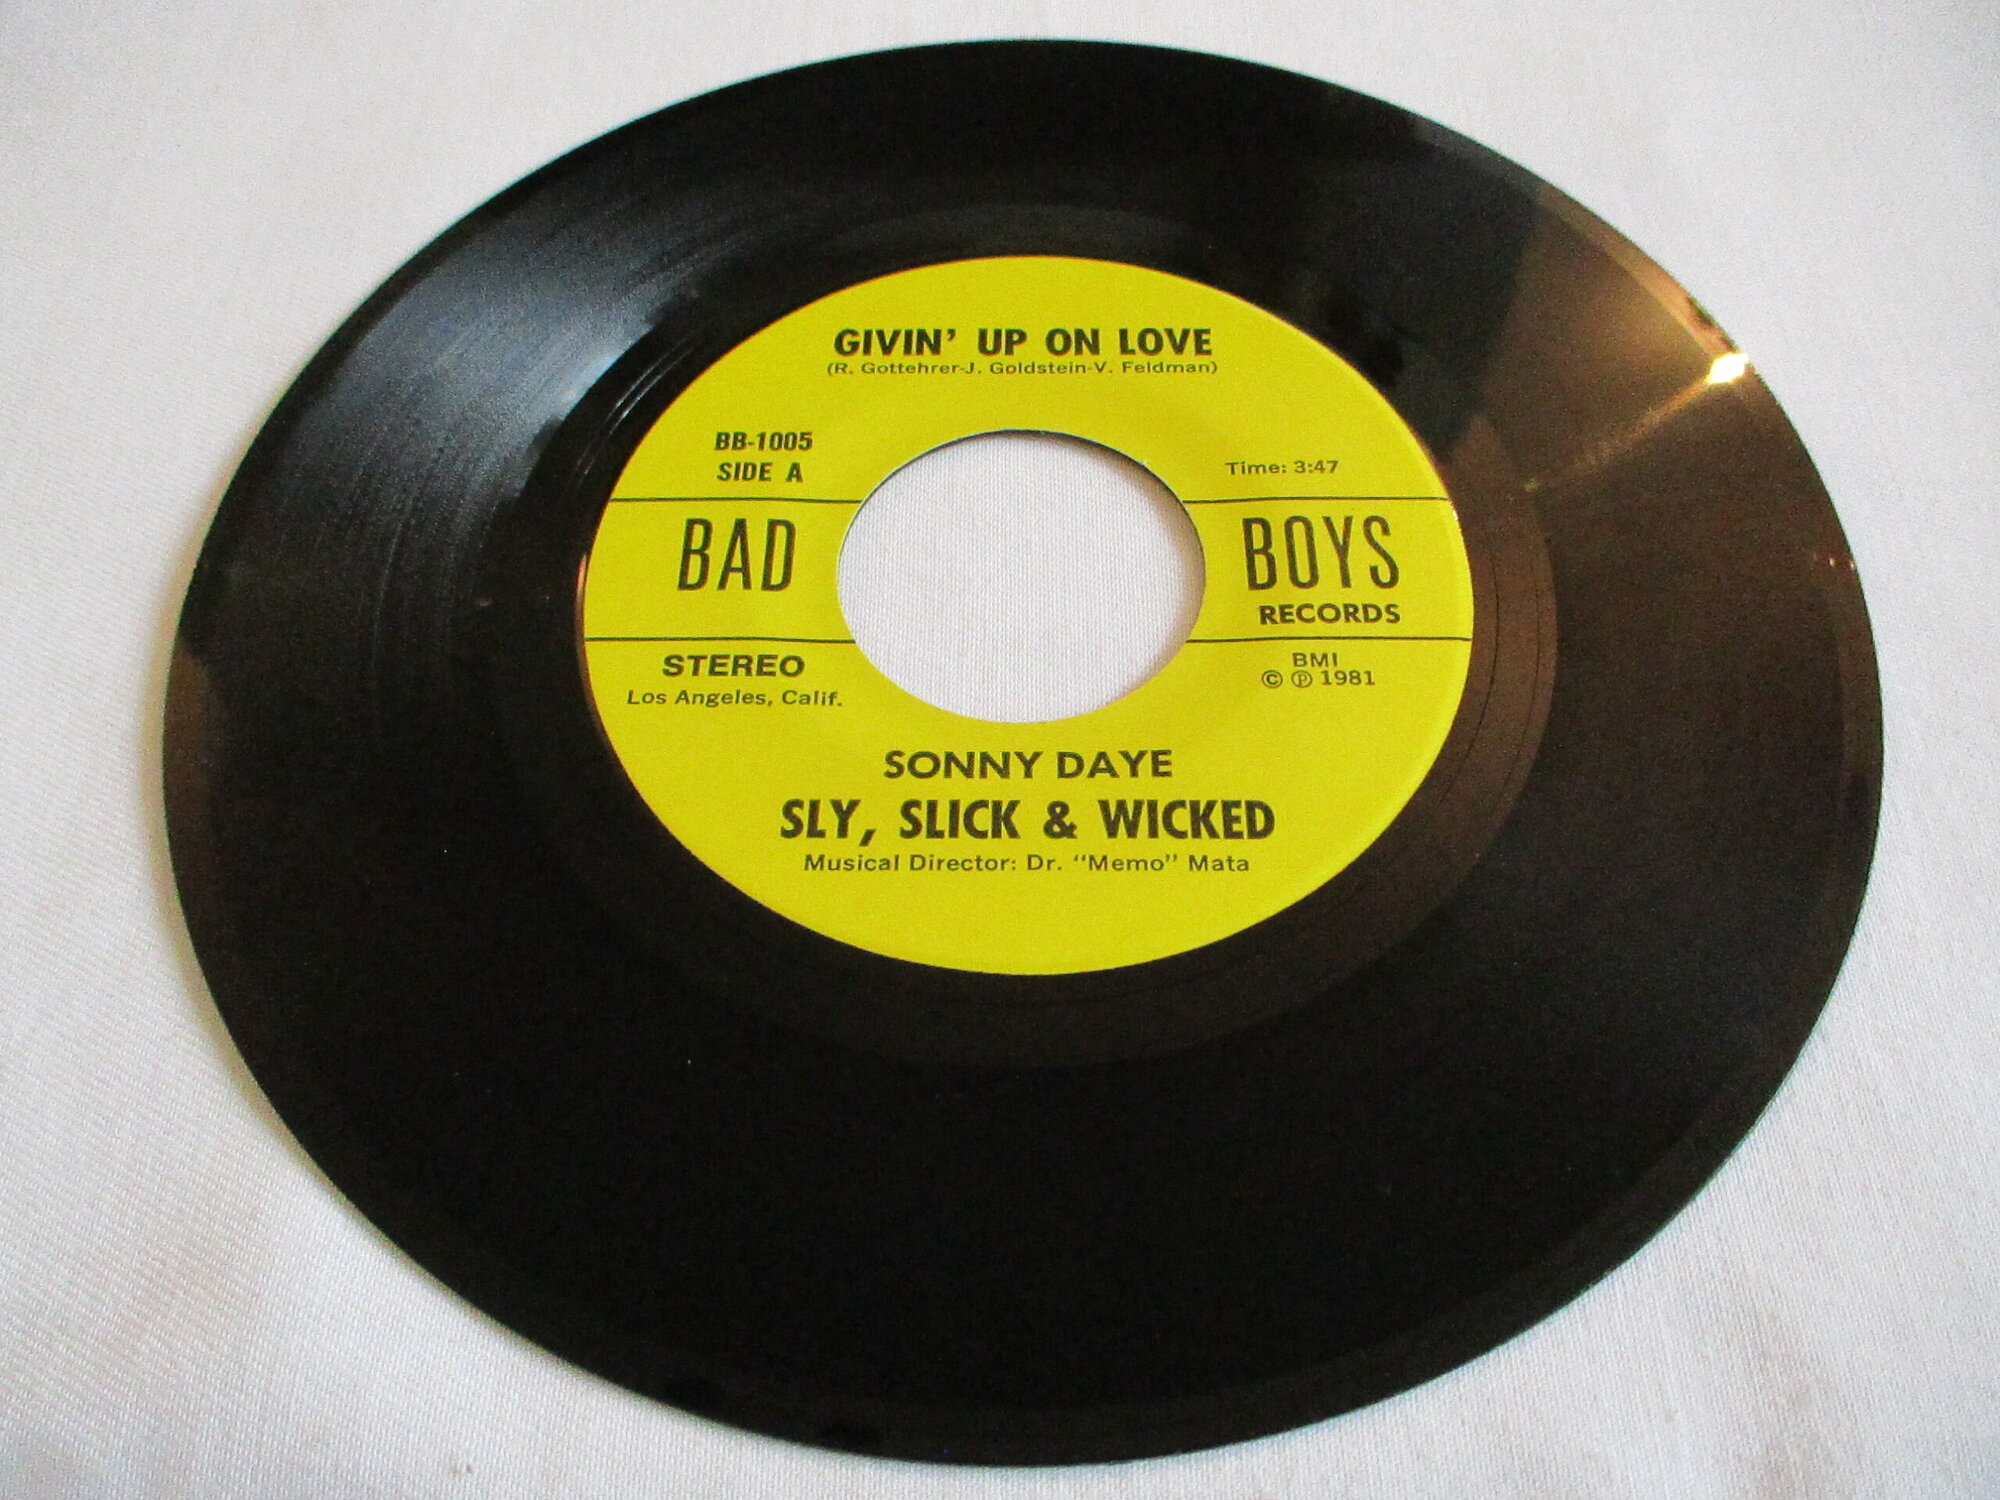 GIVIN' UP ON LOVE
(R. Gottehrer-J. Goldstein-V. Feldman)
BB-1005
SIDE A
Time: 3:47
BAD BOYS
RECORDS
STEREO
Los Angeles, Calif.
BMI
© ℗ 1981
SONNY DAYE
SLY, SLICK & WICKED
Musical Director: Dr. "Memo" Mata